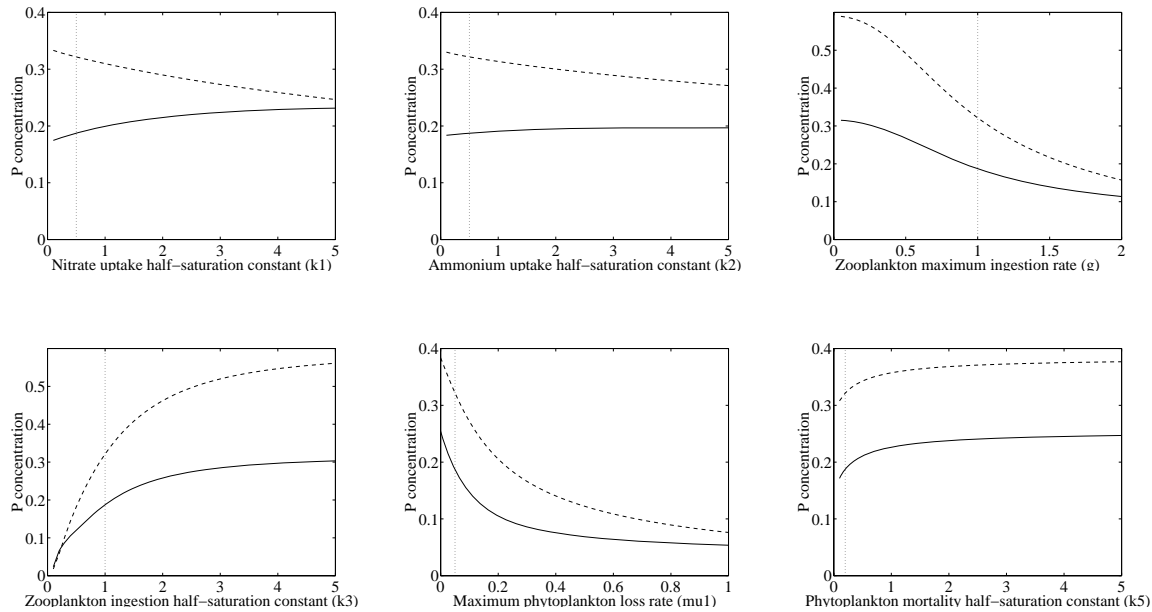 0.4
0.3
0.2
0.1
0
P concentration
0 1 2 3 4 5
Nitrate uptake half−saturation constant (k1)
0.4
0.3
0.2
0.1
0
P concentration
0 1 2 3 4 5
Ammonium uptake half−saturation constant (k2)
0.5
0.4
0.3
0.2
0.1
0
P concentration
0 0.5 1 1.5 2
Zooplankton maximum ingestion rate (g)
0.5
0.4
0.3
0.2
0.1
0
P concentration
0 1 2 3 4 5
Zooplankton ingestion half−saturation constant (k3)
0.4
0.3
0.2
0.1
0
P concentration
0 0.2 0.4 0.6 0.8 1
Maximum phytoplankton loss rate (mu1)
0.4
0.3
0.2
0.1
0
P concentration
0 1 2 3 4 5
Phytoplankton mortality half−saturation constant (k5)